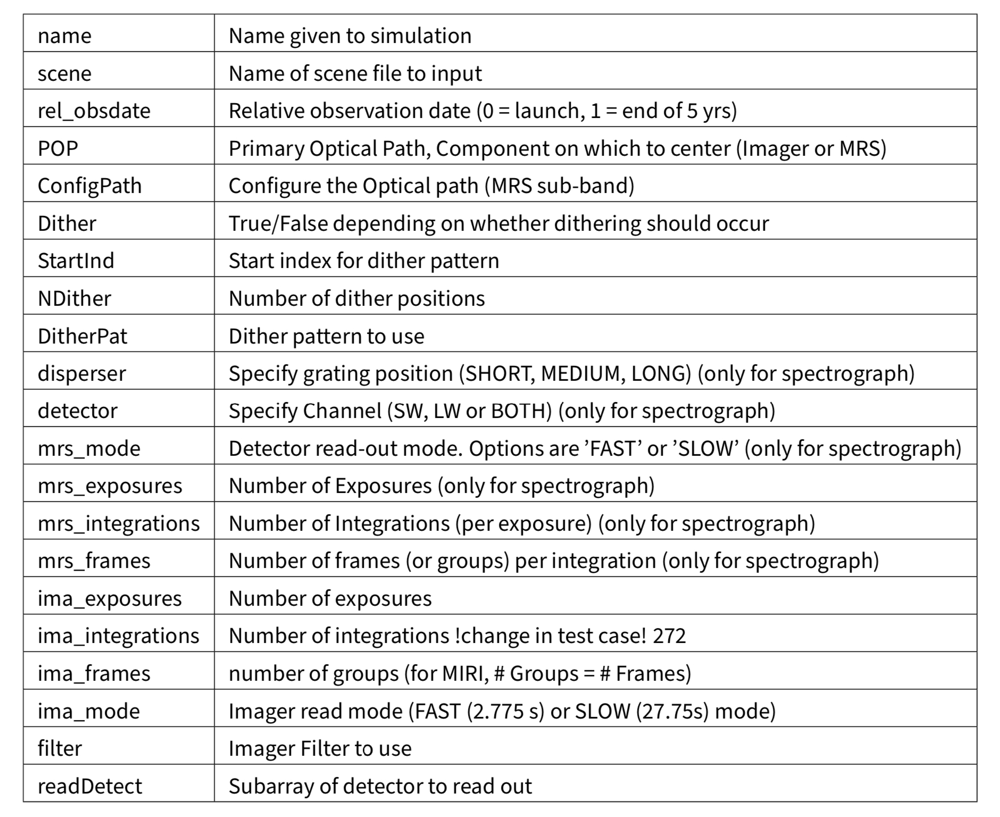 name Name given to simulation
scene Name of scene file to input
rel_obsdate Relative observation date (0 = launch, 1 = end of 5 yrs)
POP Primary Optical Path, Component on which to center (Imager or MRS)
ConfigPath Configure the Optical path (MRS sub-band)
Dither True/False depending on whether dithering should occur
StartInd Start index for dither pattern
NDither Number of dither positions
DitherPat Dither pattern to use
disperser Specify grating position (SHORT, MEDIUM, LONG) (only for spectrograph)
detector Specify Channel (SW, LW or BOTH) (only for spectrograph)
mrs_mode Detector read-out mode. Options are ’FAST’ or ’SLOW’ (only for spectrograph)
mrs_exposures Number of Exposures (only for spectrograph)
mrs_integrations Number of Integrations (per exposure) (only for spectrograph)
mrs_frames Number of frames (or groups) per integration (only for spectrograph)
ima_exposures Number of exposures
ima_integrations Number of integrations !change in test case! 272
ima_frames number of groups (for MIRI, # Groups = # Frames)
ima_mode Imager read mode (FAST (2.775 s) or SLOW (27.75s) mode)
filter Imager Filter to use
readDetect Subarray of detector to read out